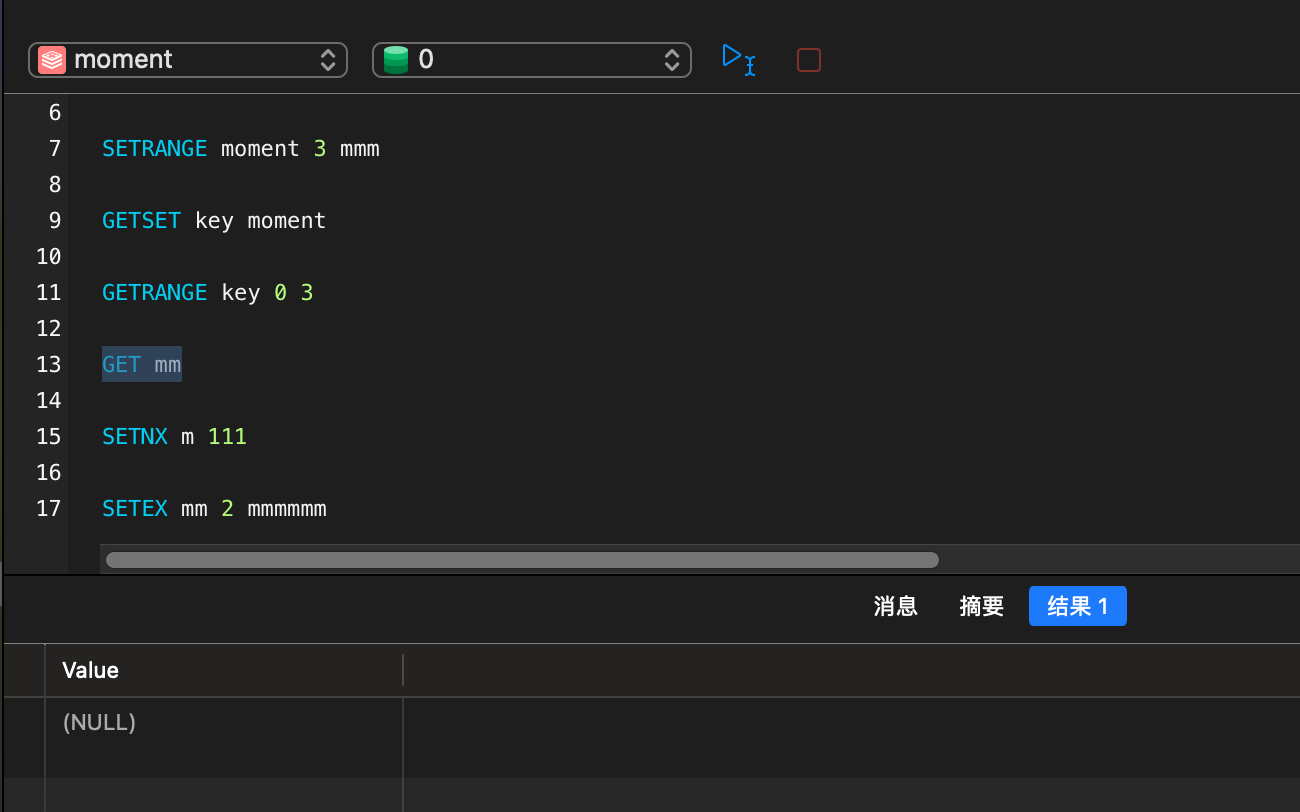 moment
0
6
7 SETRANGE moment 3 mmm
8
9 GETSET key moment
10
11 GETRANGE key 0 3
12
13 GET mm
14
15 SETNX m 111
16
17 SETEX mm 2 mmmmmm
消息 摘要 结果 1
Value
(NULL)